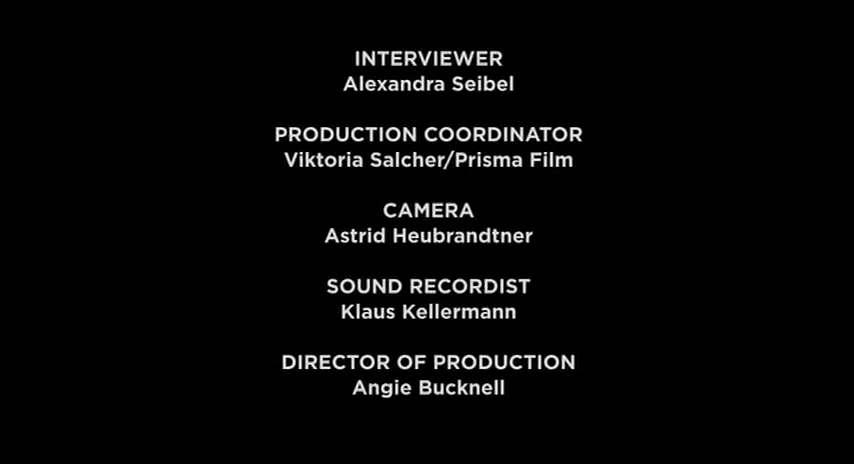 INTERVIEWER
Alexandra Seibel
PRODUCTION COORDINATOR
Viktoria Salcher/Prisma Film
CAMERA
Astrid Heubrandtner
SOUND RECORDIST
Klaus Kellermann
DIRECTOR OF PRODUCTION
Angie Bucknell